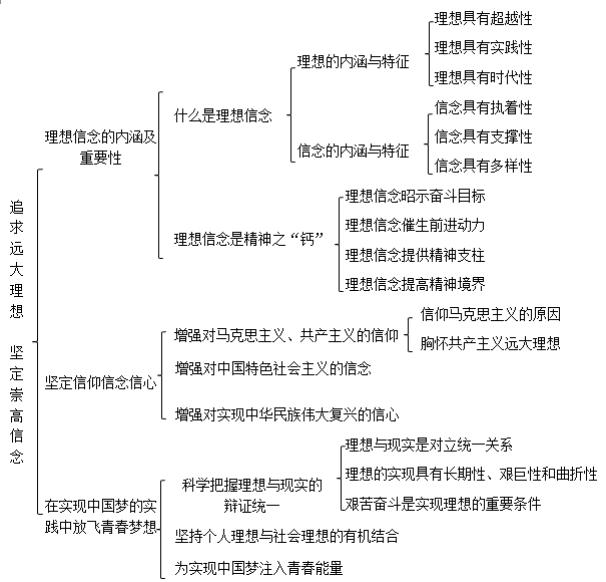 追求远大理想 坚定崇高信念
理想信念的内涵及
重要性
什么是理想信念
理想的内涵与特征
理想具有超越性
理想具有实践性
理想具有时代性
信念的内涵与特征
信念具有执着性
信念具有支撑性
信念具有多样性
理想信念是精神之“钙”
理想信念昭示奋斗目标
理想信念催生前进动力
理想信念提供精神支柱
理想信念提高精神境界
坚定信仰信念信心
增强对马克思主义、共产主义的信仰
信仰马克思主义的原因
胸怀共产主义远大理想
增强对中国特色社会主义的信念
增强对实现中华民族伟大复兴的信心
在实现中国梦的实
践中放飞青春梦想
科学把握理想与现实的
辩证统一
理想与现实是对立统一关系
理想的实现具有长期性、艰巨性和曲折性
艰苦奋斗是实现理想的重要条件
坚持个人理想与社会理想的有机结合
为实现中国梦注入青春能量